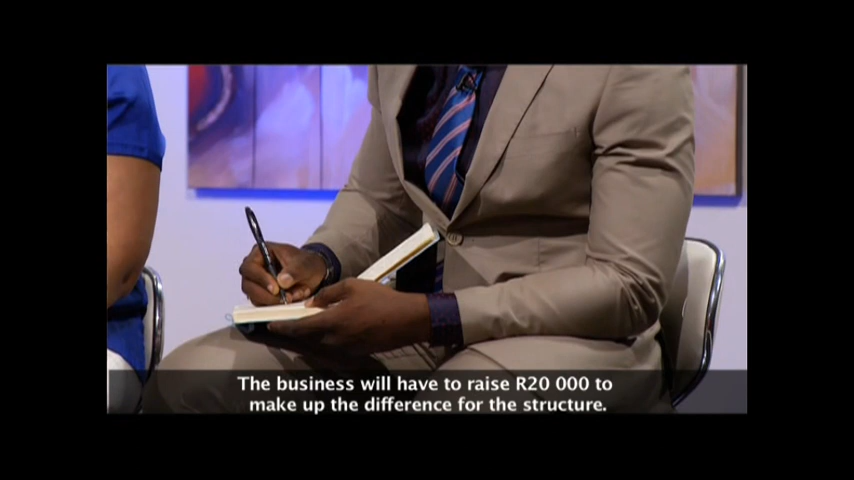 The business will have to raise R20 000 to
make up the difference for the structure.